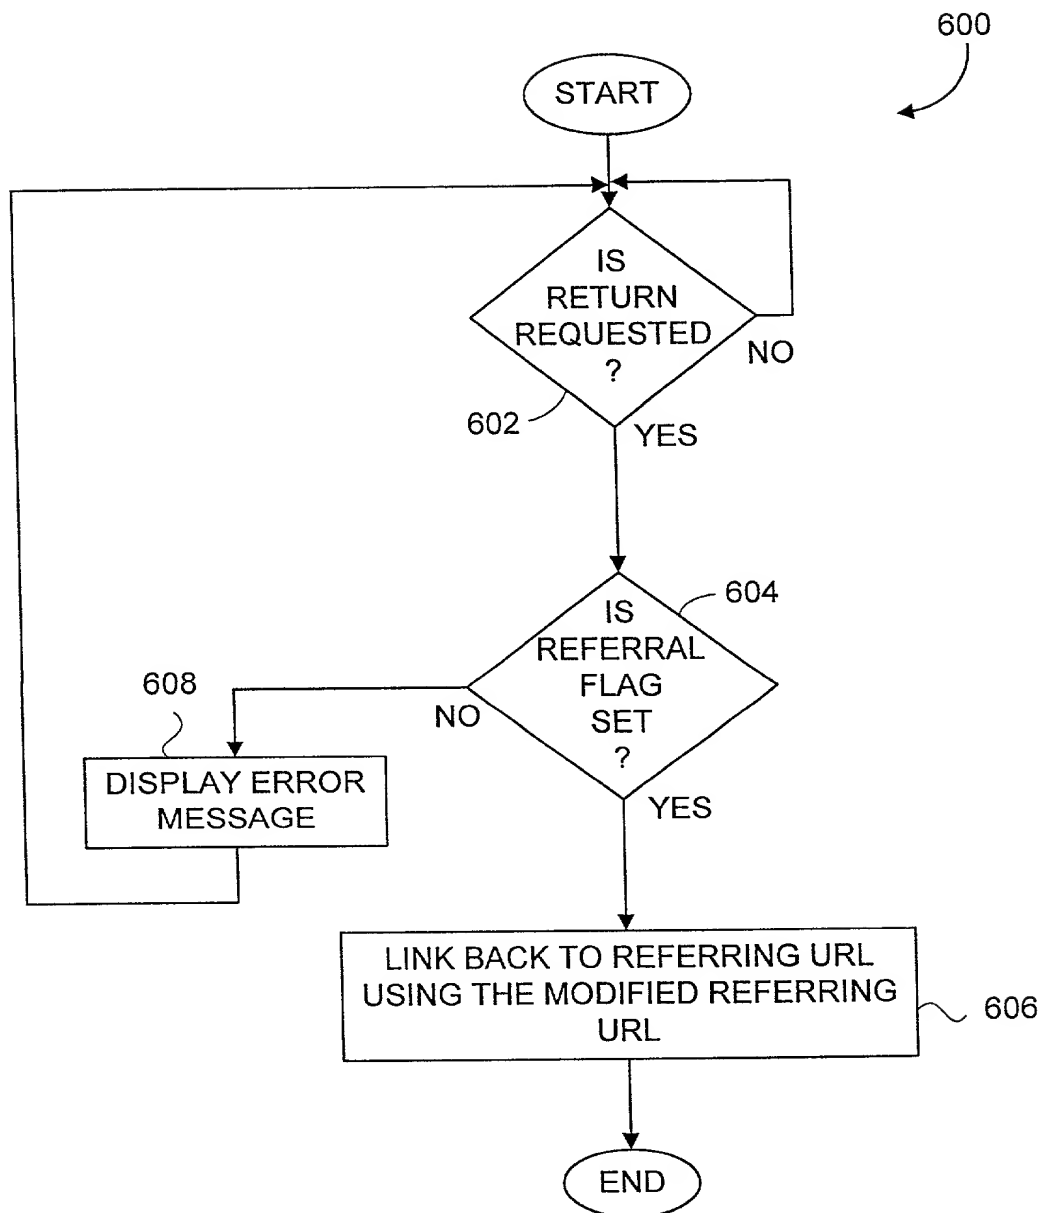 600
START
IS
RETURN
REQUESTED
?
NO
602
YES
604
IS
REFERRAL
FLAG
SET
?
608
NO
DISPLAY ERROR
MESSAGE
YES
LINK BACK TO REFERRING URL
USING THE MODIFIED REFERRING
URL
606
END